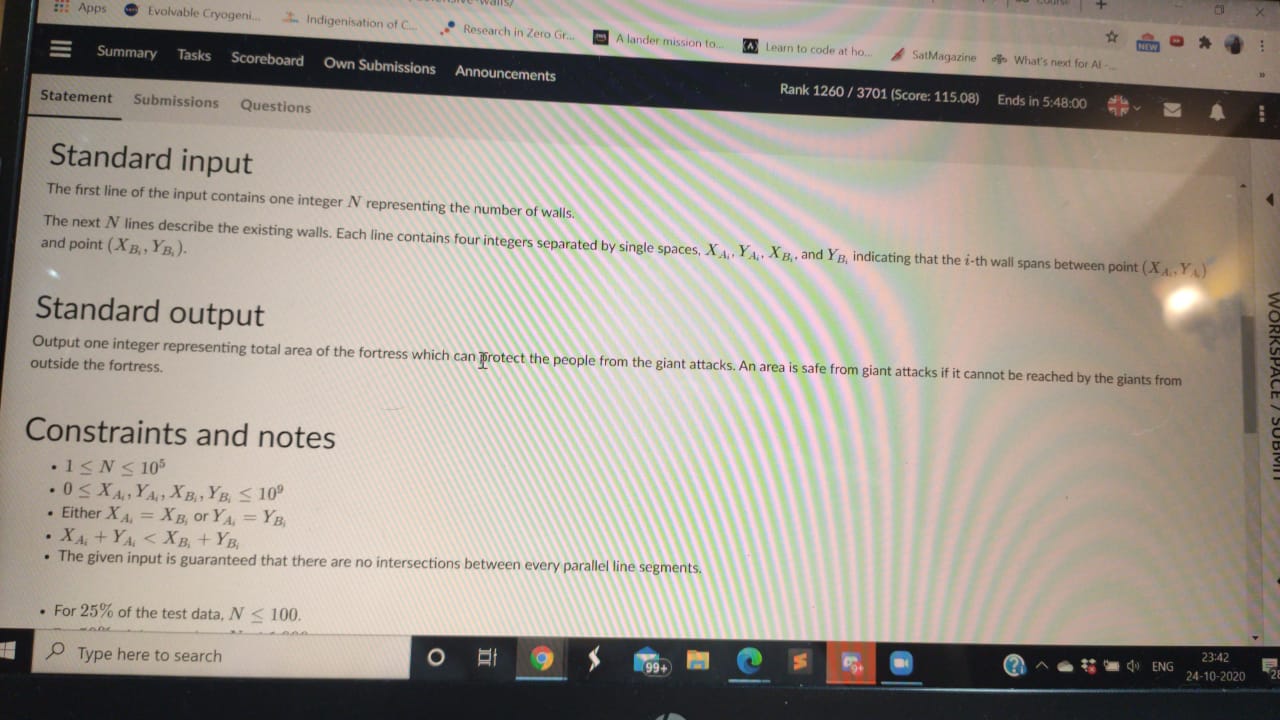 Apps Evolvable Cryogeni... Indigenisation of C... Research in Zero Gr... A lander mission to... Learn to code at ho... SatMagazine What's next for AI -... NEW
Summary Tasks Scoreboard Own Submissions Announcements Rank 1260 / 3701 (Score: 115.08) Ends in 5:48:00
Statement Submissions Questions
Standard input
The first line of the input contains one integer N representing the number of walls.
The next N lines describe the existing walls. Each line contains four integers separated by single spaces, X_{A_i}, Y_{A_i}, X_{B_i}, and Y_{B_i} indicating that the i-th wall spans between point (X_{A_i}, Y_{A_i})
and point (X_{B_i}, Y_{B_i}).
Standard output
Output one integer representing total area of the fortress which can protect the people from the giant attacks. An area is safe from giant attacks if it cannot be reached by the giants from
outside the fortress.
Constraints and notes
• 1 ≤ N ≤ 10⁵
• 0 ≤ X_{A_i}, Y_{A_i}, X_{B_i}, Y_{B_i} ≤ 10⁹
• Either X_{A_i} = X_{B_i} or Y_{A_i} = Y_{B_i}
• X_{A_i} + Y_{A_i} < X_{B_i} + Y_{B_i}
• The given input is guaranteed that there are no intersections between every parallel line segments.
• For 25% of the test data, N ≤ 100.
WORKSPACE / SUBMIT
Type here to search 99+ 9+ ENG 23:42
24-10-2020